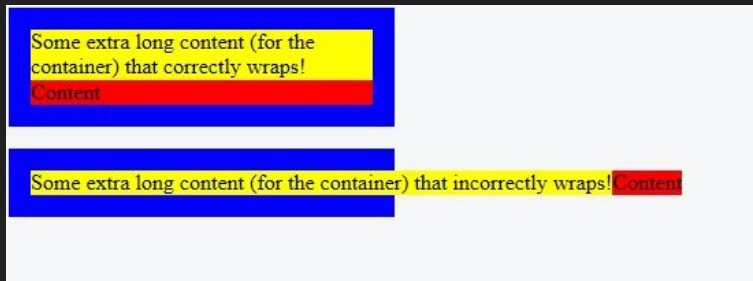 Some extra long content (for the
container) that correctly wraps!
Content
Some extra long content (for the container) that incorrectly wraps!Content